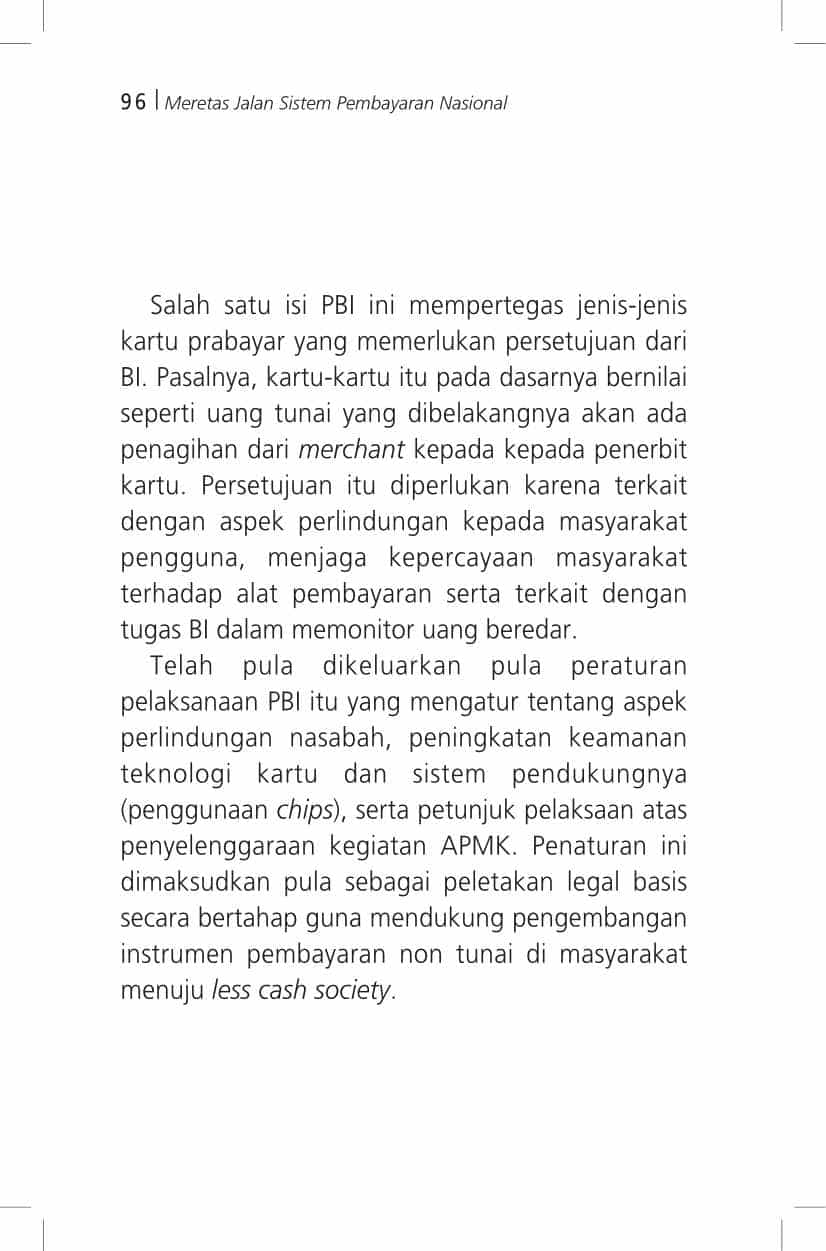 96 | Meretas Jalan Sistem Pembayaran Nasional
Salah satu isi PBI ini mempertegas jenis-jenis
kartu prabayar yang memerlukan persetujuan dari
BI. Pasalnya, kartu-kartu itu pada dasarnya bernilai
seperti uang tunai yang dibelakangnya akan ada
penagihan dari merchant kepada kepada penerbit
kartu. Persetujuan itu diperlukan karena terkait
dengan aspek perlindungan kepada masyarakat
pengguna, menjaga kepercayaan masyarakat
terhadap alat pembayaran serta terkait dengan
tugas BI dalam memonitor uang beredar.
Telah pula dikeluarkan pula peraturan
pelaksanaan PBI itu yang mengatur tentang aspek
perlindungan nasabah, peningkatan keamanan
teknologi kartu dan sistem pendukungnya
(penggunaan chips), serta petunjuk pelaksaan atas
penyelenggaraan kegiatan APMK. Penaturan ini
dimaksudkan pula sebagai peletakan legal basis
secara bertahap guna mendukung pengembangan
instrumen pembayaran non tunai di masyarakat
menuju less cash society.